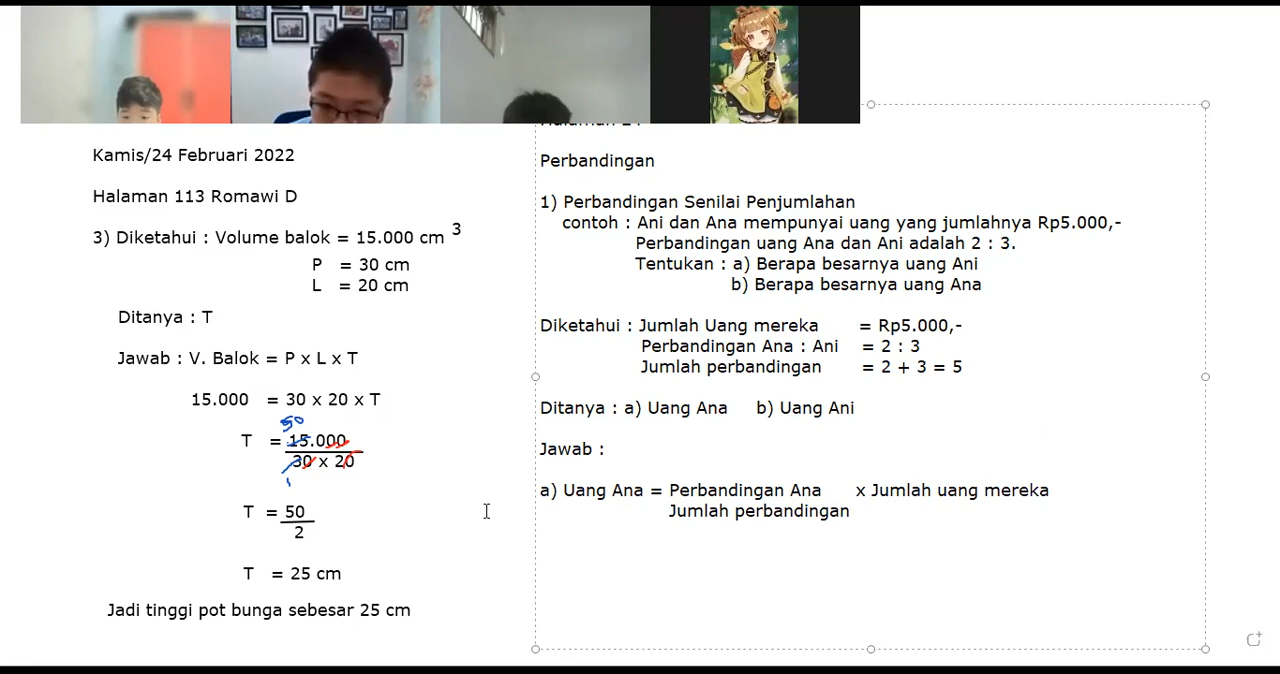 Kamis/24 Februari 2022
Halaman 113 Romawi D
3) Diketahui : Volume balok = 15.000 cm 3
P = 30 cm
L = 20 cm
Ditanya : T
Jawab : V. Balok = P x L x T
15.000 = 30 x 20 x T
50
T = 15.000
30 x 20
1
T = 50
2
T = 25 cm
Jadi tinggi pot bunga sebesar 25 cm
Perbandingan
1) Perbandingan Senilai Penjumlahan
contoh : Ani dan Ana mempunyai uang yang jumlahnya Rp5.000,-
Perbandingan uang Ana dan Ani adalah 2 : 3.
Tentukan : a) Berapa besarnya uang Ani
b) Berapa besarnya uang Ana
Diketahui : Jumlah Uang mereka = Rp5.000,-
Perbandingan Ana : Ani = 2 : 3
Jumlah perbandingan = 2 + 3 = 5
Ditanya : a) Uang Ana b) Uang Ani
Jawab :
a) Uang Ana = Perbandingan Ana x Jumlah uang mereka
Jumlah perbandingan